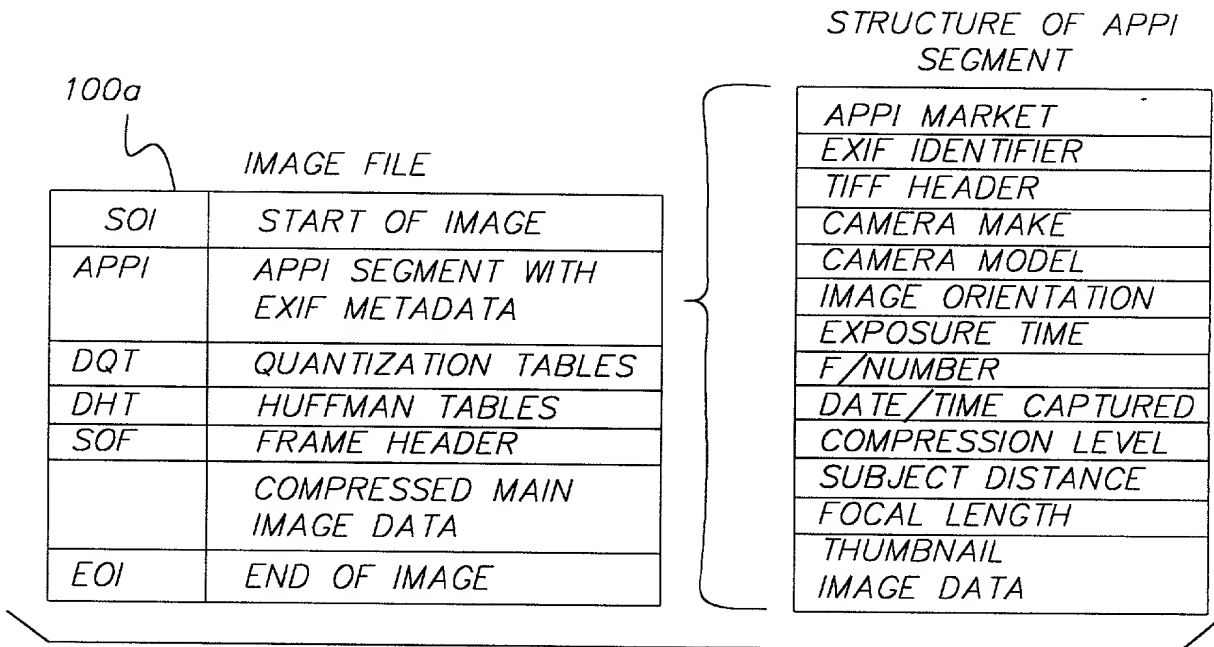 100a
IMAGE FILE
SOI START OF IMAGE
APPI APPI SEGMENT WITH
EXIF METADATA
DQT QUANTIZATION TABLES
DHT HUFFMAN TABLES
SOF FRAME HEADER
COMPRESSED MAIN
IMAGE DATA
EOI END OF IMAGE
STRUCTURE OF APPI
SEGMENT
APPI MARKET
EXIF IDENTIFIER
TIFF HEADER
CAMERA MAKE
CAMERA MODEL
IMAGE ORIENTATION
EXPOSURE TIME
F/NUMBER
DATE/TIME CAPTURED
COMPRESSION LEVEL
SUBJECT DISTANCE
FOCAL LENGTH
THUMBNAIL
IMAGE DATA